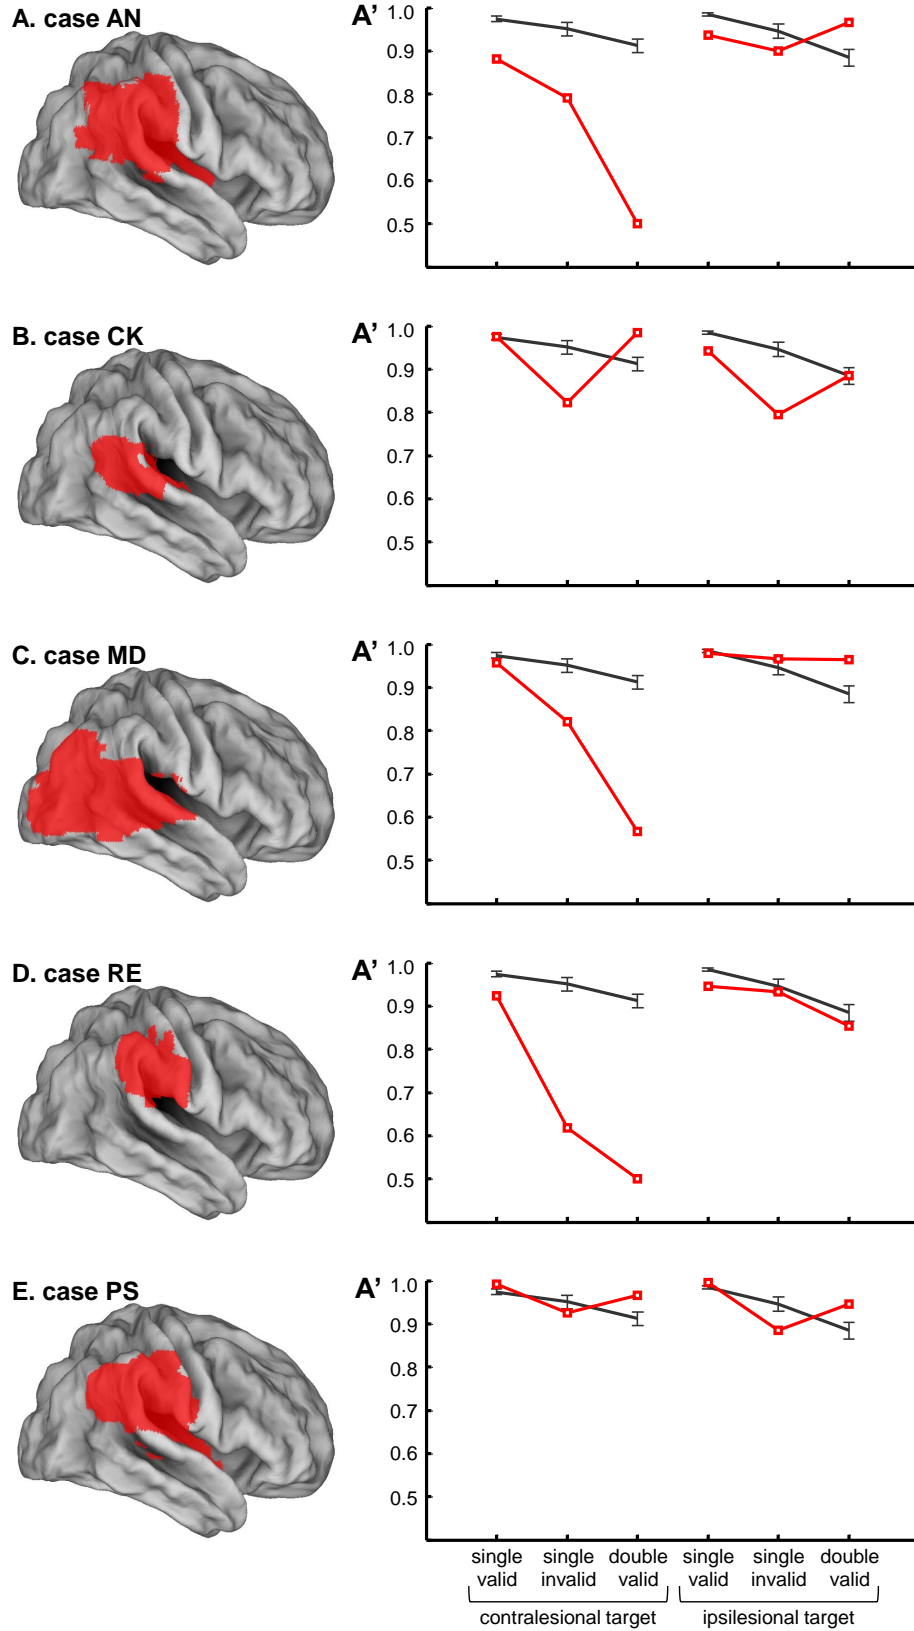 A. case AN
A’
1.0
0.9
0.8
0.7
0.6
0.5
B. case CK
A’
1.0
0.9
0.8
0.7
0.6
0.5
C. case MD
A’
1.0
0.9
0.8
0.7
0.6
0.5
D. case RE
A’
1.0
0.9
0.8
0.7
0.6
0.5
E. case PS
A’
1.0
0.9
0.8
0.7
0.6
0.5
single single double single single double
valid invalid valid valid invalid valid
contralesional target ipsilesional target